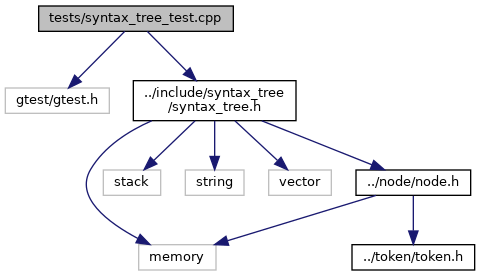 tests/syntax_tree_test.cpp
gtest/gtest.h
../include/syntax_tree
/syntax_tree.h
stack
string
vector
../node/node.h
memory
../token/token.h